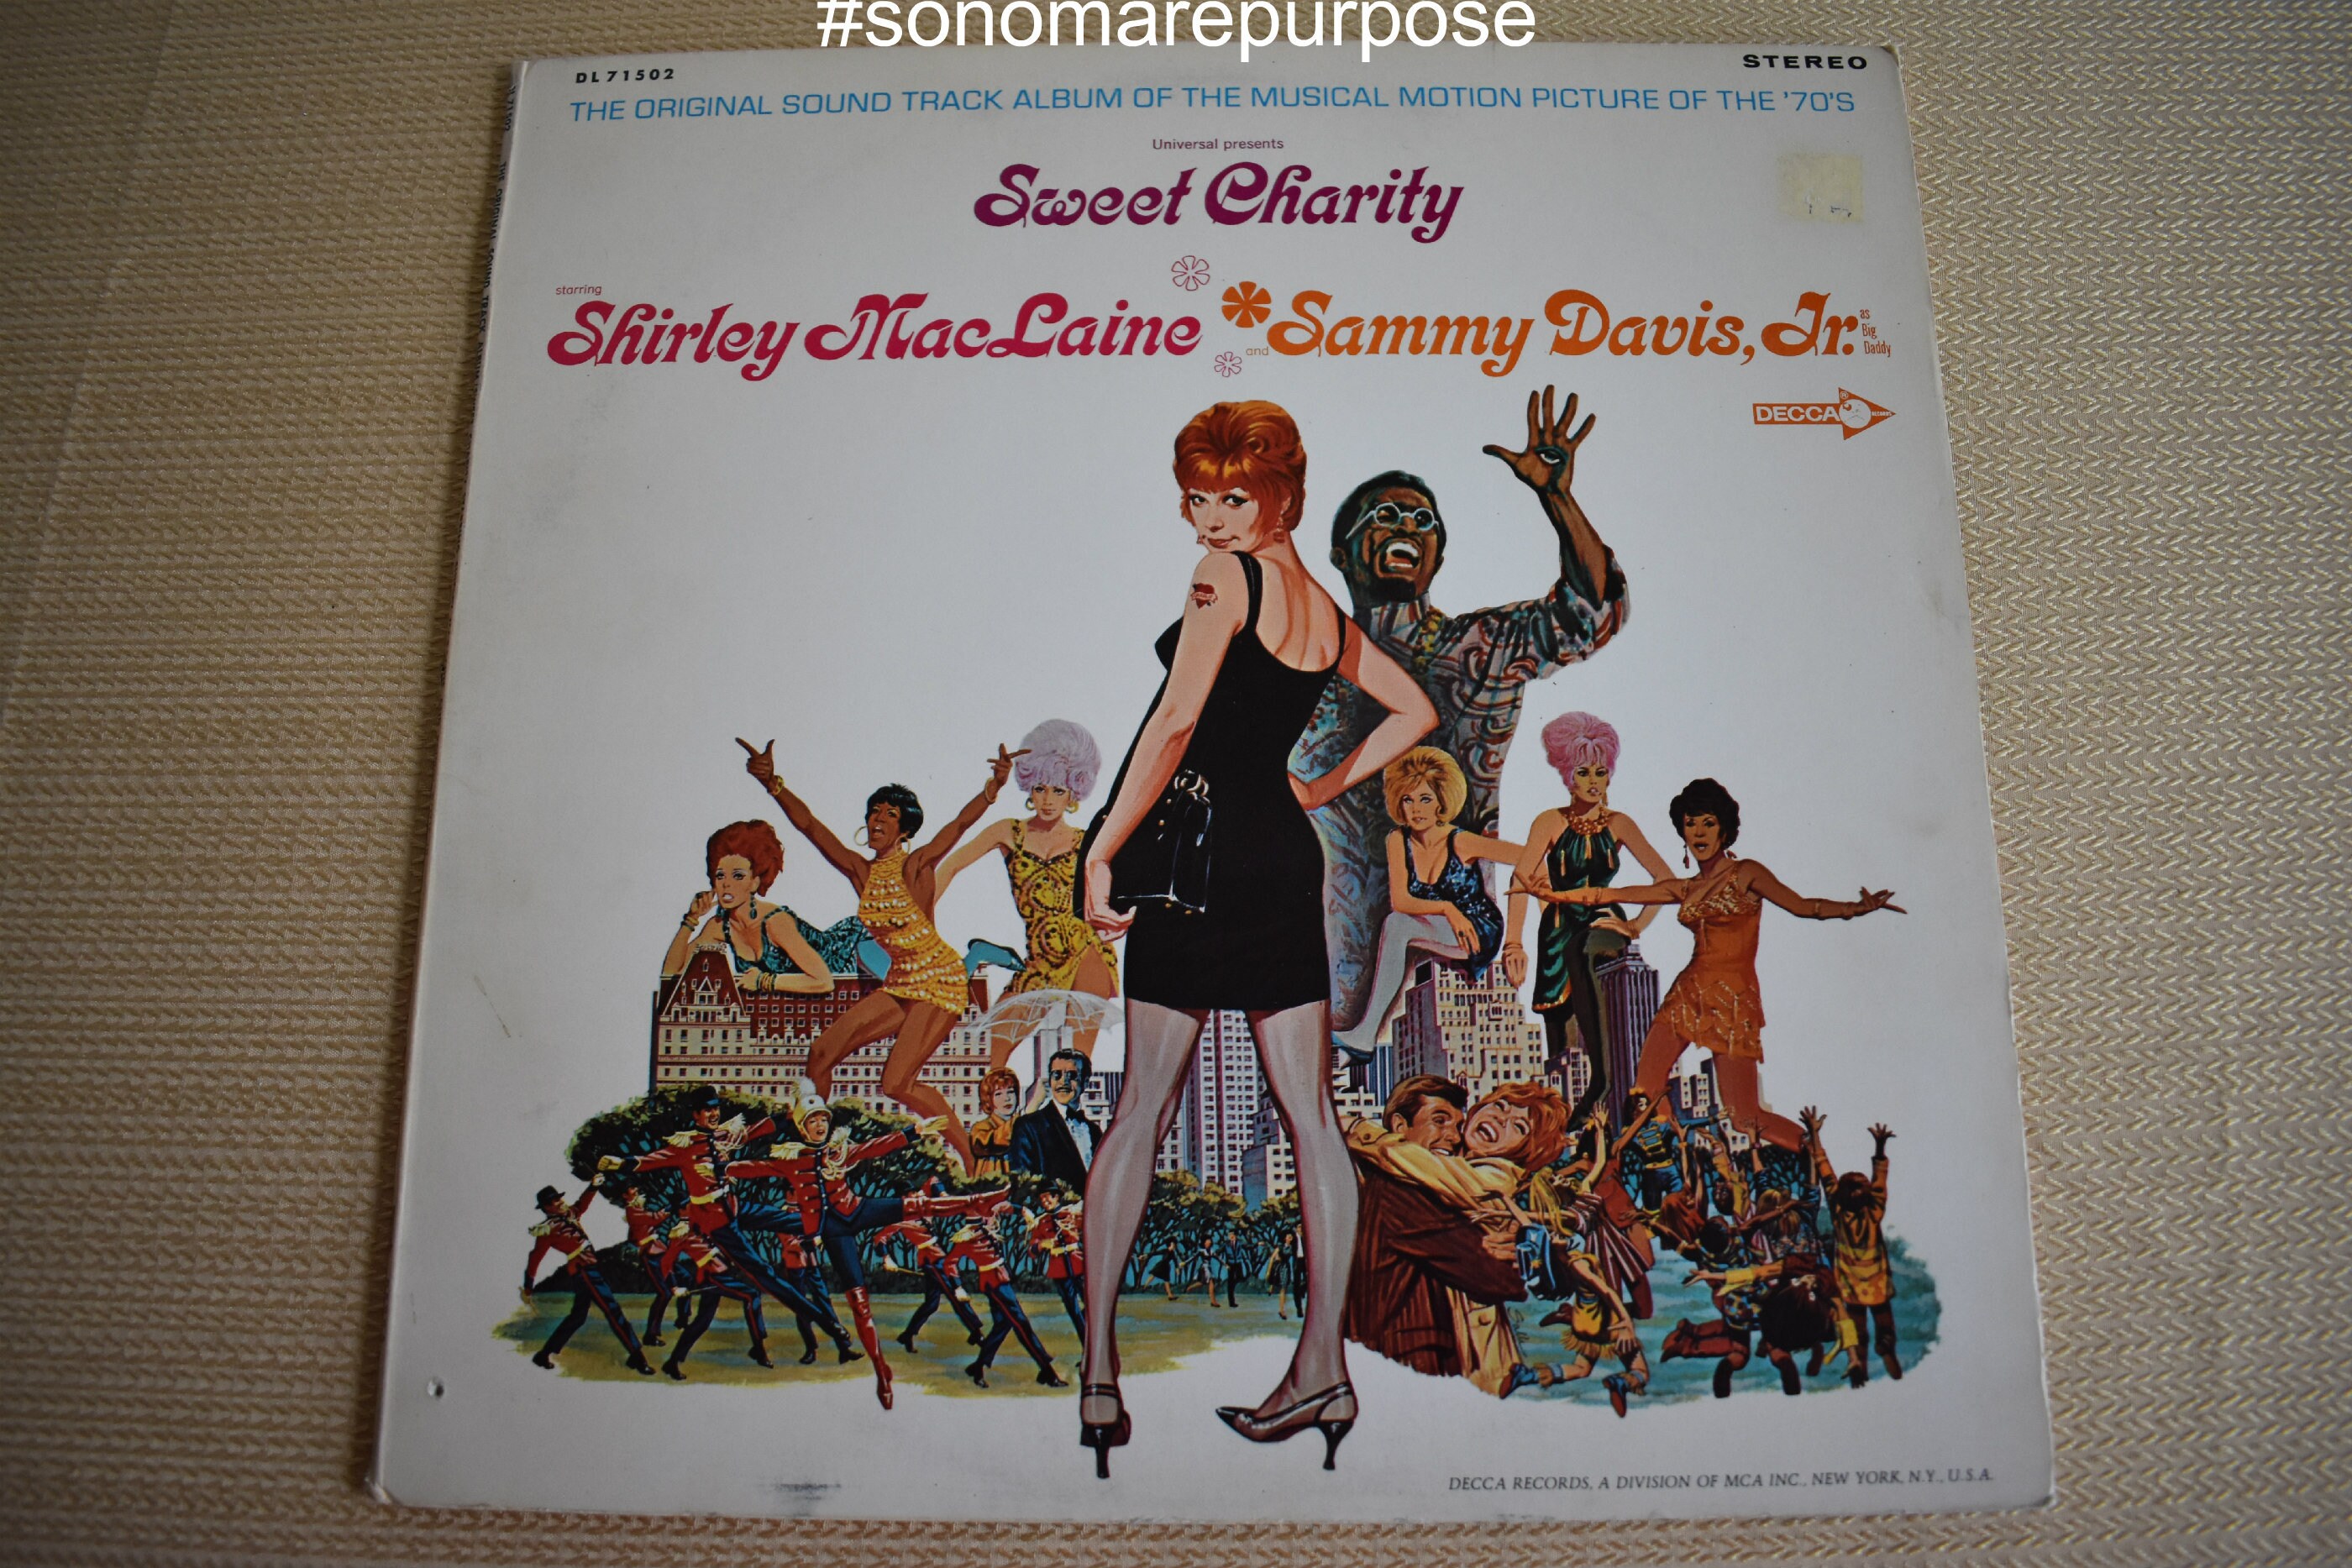 #sonomarepurpose
DL 71502
STEREO
THE ORIGINAL SOUND TRACK ALBUM OF THE MUSICAL MOTION PICTURE OF THE '70'S
Universal presents
Sweet Charity
starring
Shirley MacLaine and Sammy Davis, Jr. as Big Daddy
DECCA RECORDS
DECCA RECORDS, A DIVISION OF MCA INC., NEW YORK, N.Y., U.S.A.